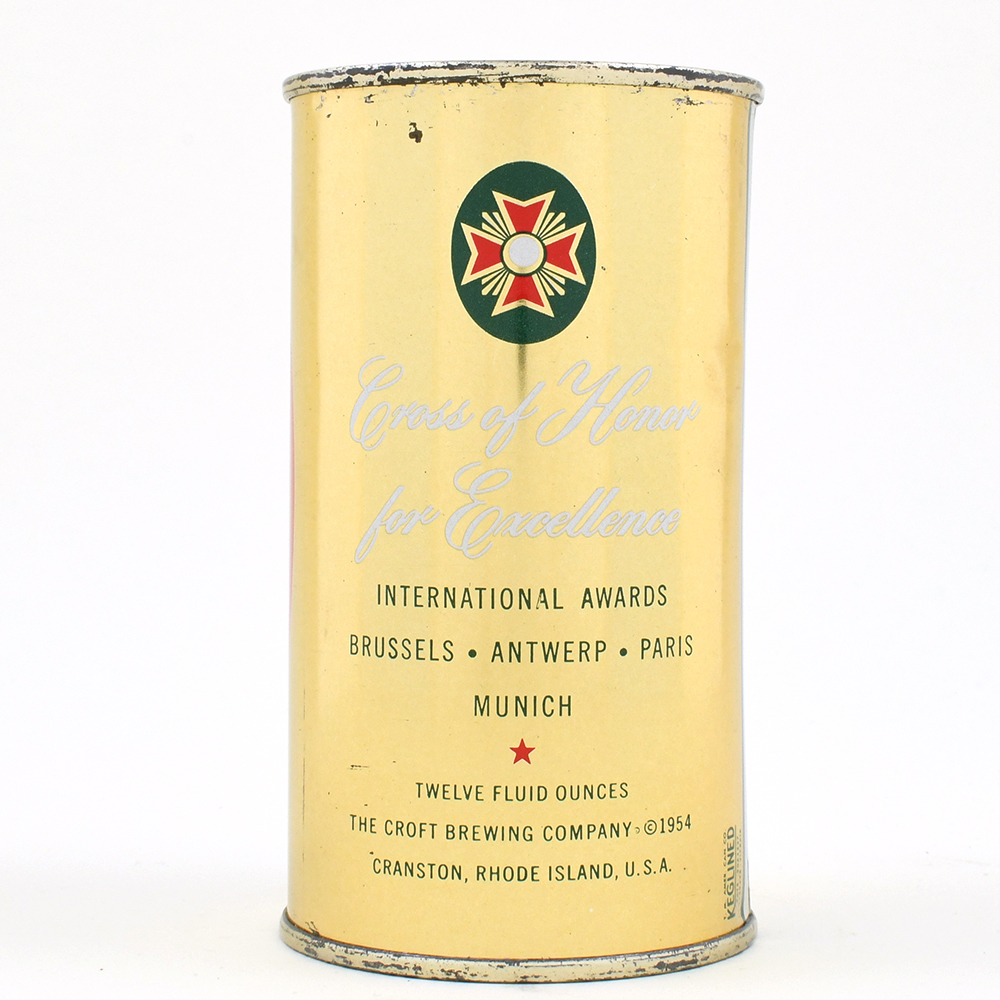 Cross of Honor
for Excellence
INTERNATIONAL AWARDS
BRUSSELS • ANTWERP • PARIS
MUNICH
TWELVE FLUID OUNCES
THE CROFT BREWING COMPANY ©1954
CRANSTON, RHODE ISLAND, U.S.A.
KEGLINED